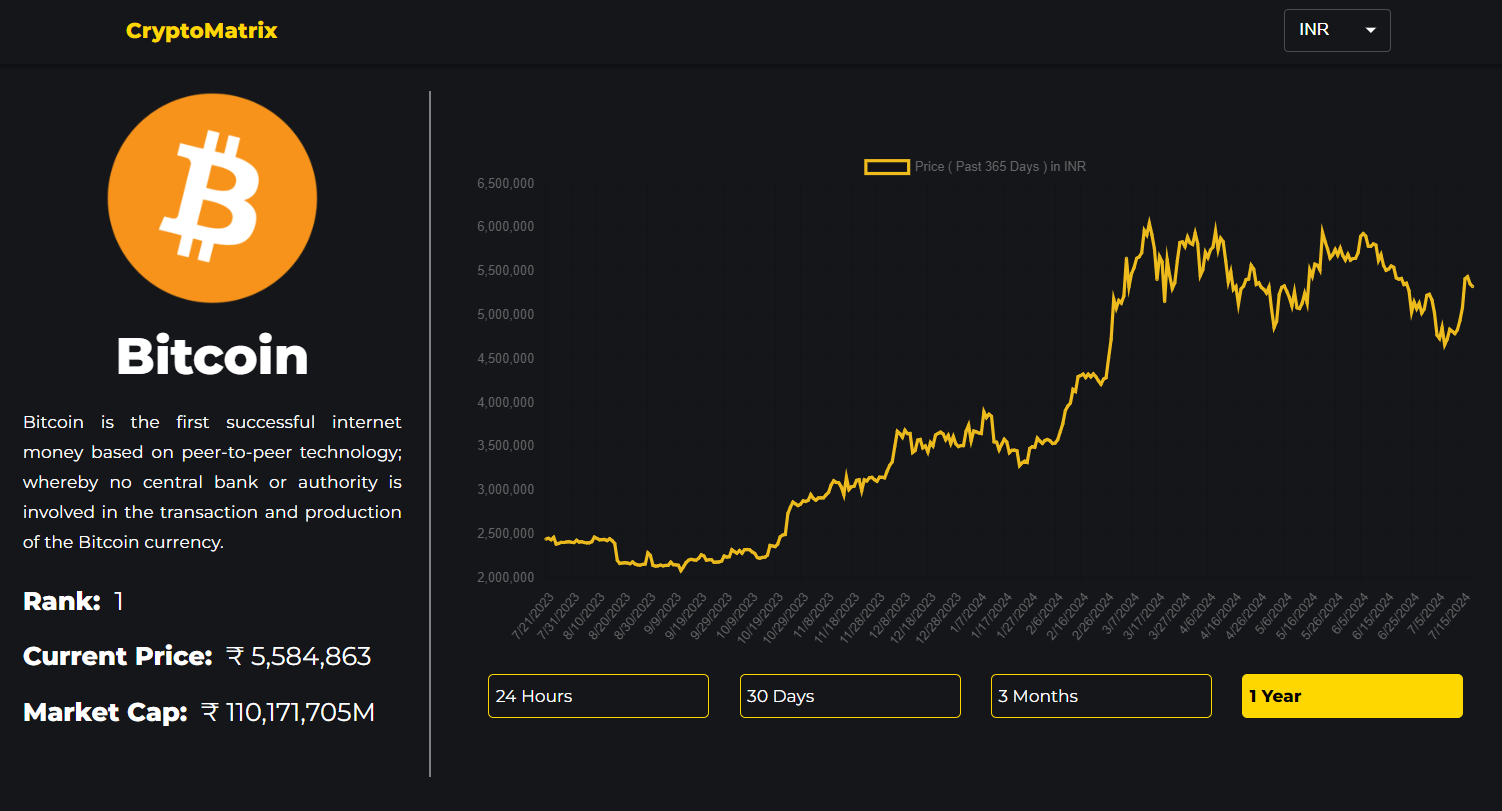 CryptoMatrix
INR
Bitcoin
Bitcoin is the first successful internet
money based on peer-to-peer technology;
whereby no central bank or authority is
involved in the transaction and production
of the Bitcoin currency.
Rank: 1
Current Price: ₹ 5,584,863
Market Cap: ₹ 110,171,705M
Price ( Past 365 Days ) in INR
6,500,000
6,000,000
5,500,000
5,000,000
4,500,000
4,000,000
3,500,000
3,000,000
2,500,000
2,000,000
7/21/2023
7/31/2023
8/10/2023
8/20/2023
8/30/2023
9/9/2023
9/19/2023
9/29/2023
10/9/2023
10/19/2023
10/29/2023
11/8/2023
11/18/2023
11/28/2023
12/8/2023
12/18/2023
12/28/2023
1/7/2024
1/17/2024
1/27/2024
2/6/2024
2/16/2024
2/26/2024
3/7/2024
3/17/2024
3/27/2024
4/6/2024
4/16/2024
4/26/2024
5/6/2024
5/16/2024
5/26/2024
6/5/2024
6/15/2024
6/25/2024
7/5/2024
7/15/2024
24 Hours
30 Days
3 Months
1 Year